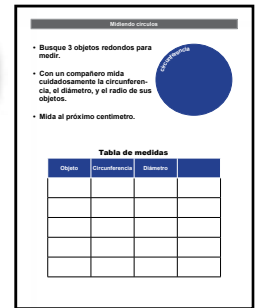 Midiendo círculos
• Busque 3 objetos redondos para
medir.
circunferencia
• Con un compañero mida
cuidadosamente la circunferen-
cia, el diámetro, y el radio de sus
objetos.
• Mida al próximo centimetro.
Tabla de medidas
Objeto Circunferencia Diámetro